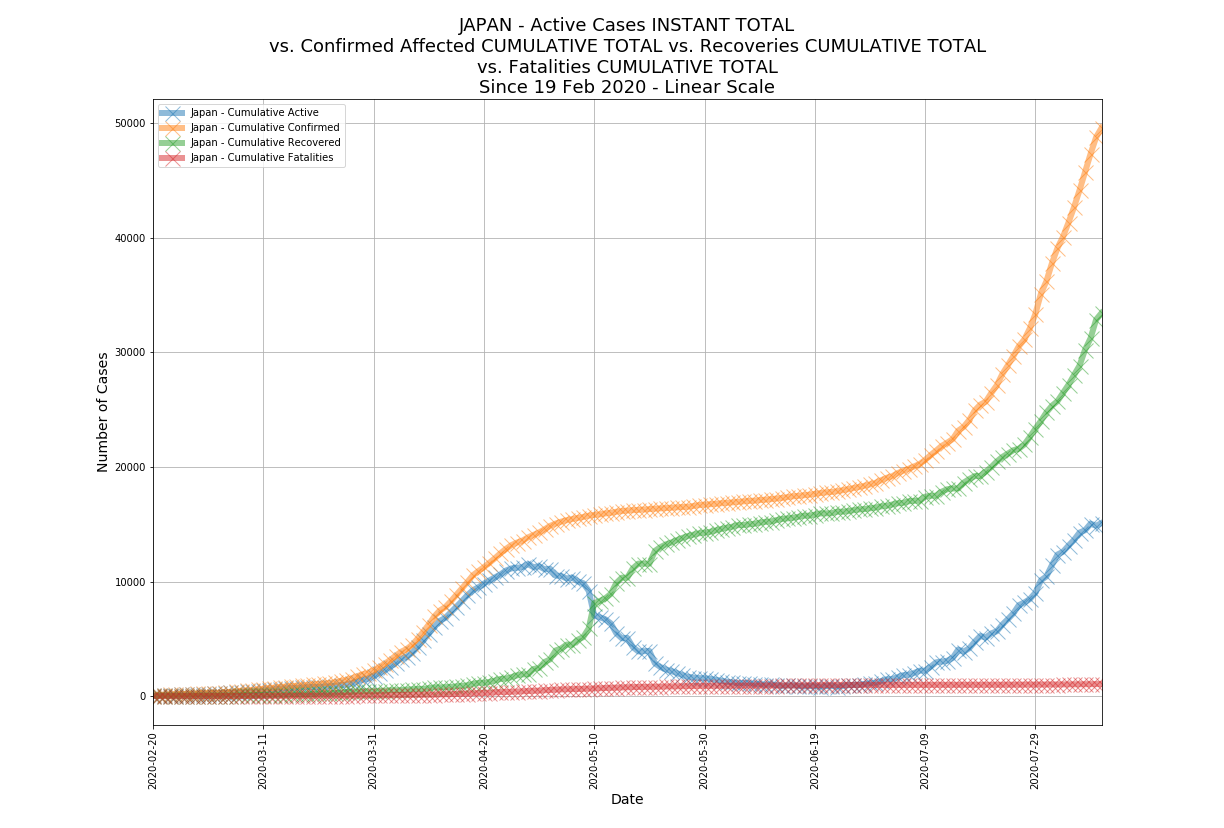 JAPAN - Active Cases INSTANT TOTAL
vs. Confirmed Affected CUMULATIVE TOTAL vs. Recoveries CUMULATIVE TOTAL
vs. Fatalities CUMULATIVE TOTAL
Since 19 Feb 2020 - Linear Scale
Japan - Cumulative Active
Japan - Cumulative Confirmed
Japan - Cumulative Recovered
Japan - Cumulative Fatalities
Number of Cases
50000
40000
30000
20000
10000
0
2020-02-20
2020-03-11
2020-03-31
2020-04-20
2020-05-10
2020-05-30
2020-06-19
2020-07-09
2020-07-29
Date